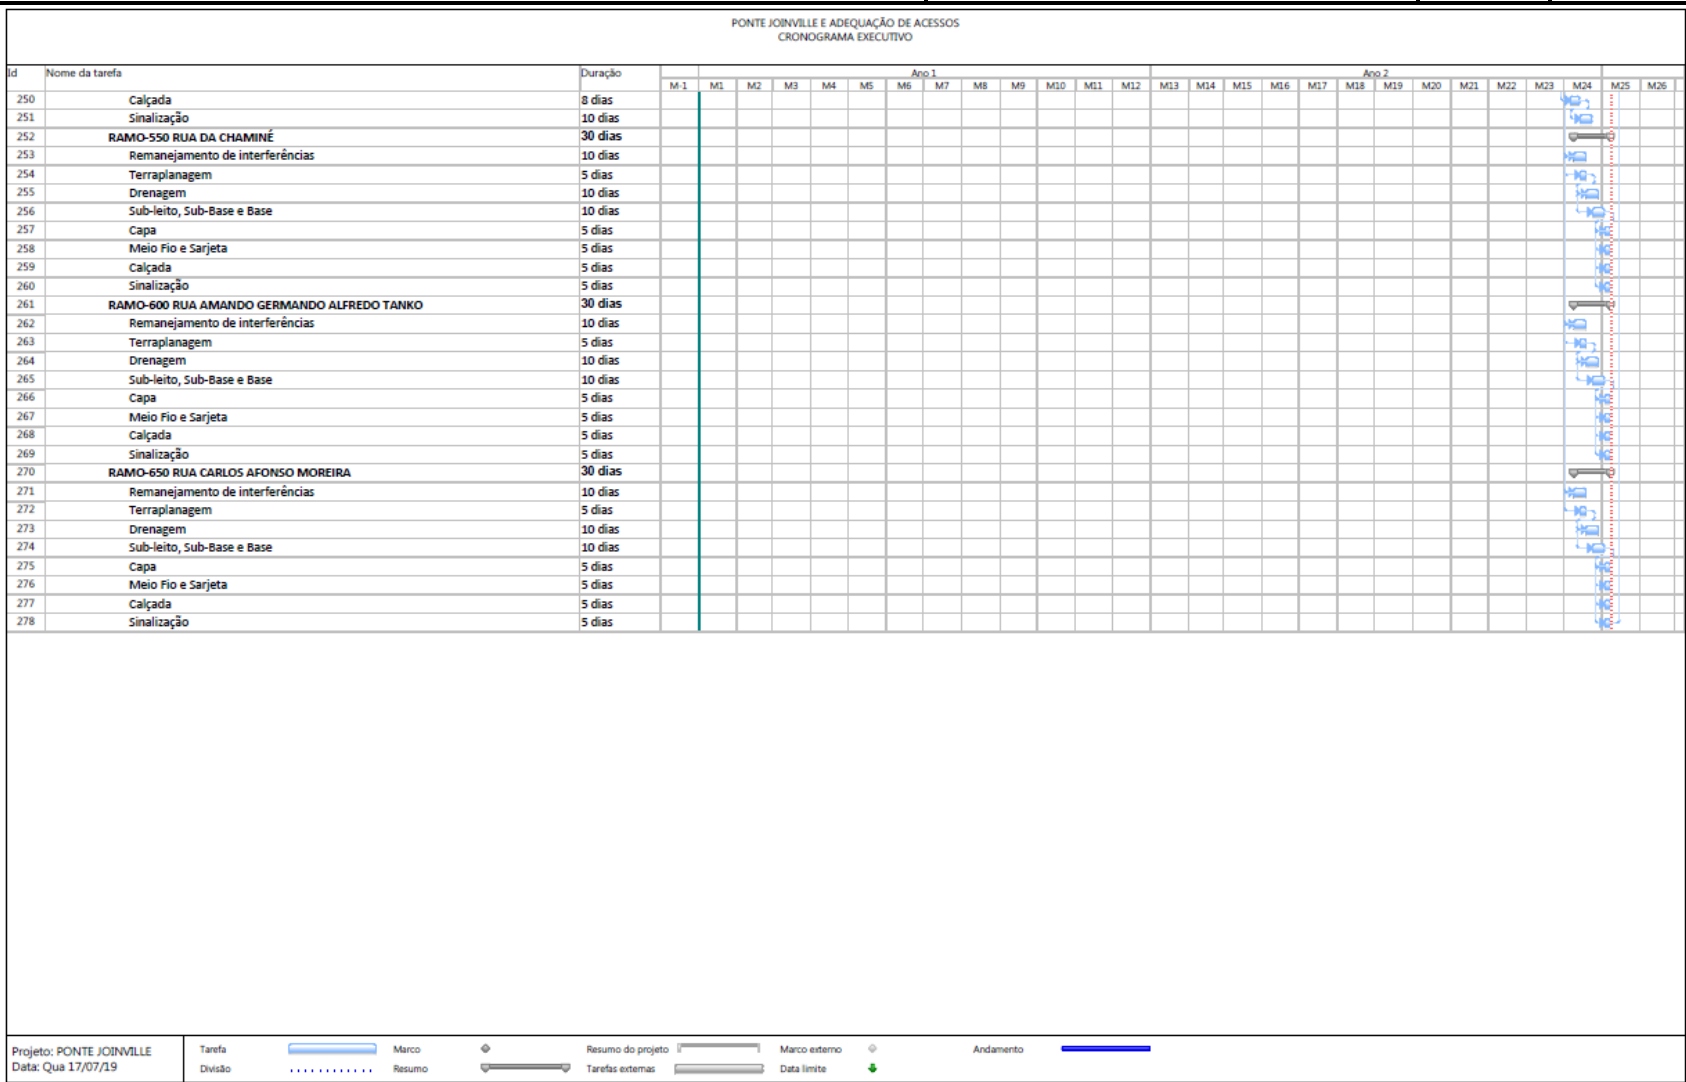 PONTE JOINVILLE E ADEQUAÇÃO DE ACESSOS
CRONOGRAMA EXECUTIVO
Id Nome da tarefa Duração Ano 1 Ano 2
M-1 M1 M2 M3 M4 M5 M6 M7 M8 M9 M10 M11 M12 M13 M14 M15 M16 M17 M18 M19 M20 M21 M22 M23 M24 M25 M26
250 Calçada 8 dias
251 Sinalização 10 dias
252 RAMO-550 RUA DA CHAMINÉ 30 dias
253 Remanejamento de interferências 10 dias
254 Terraplanagem 5 dias
255 Drenagem 10 dias
256 Sub-leito, Sub-Base e Base 10 dias
257 Capa 5 dias
258 Meio Fio e Sarjeta 5 dias
259 Calçada 5 dias
260 Sinalização 5 dias
261 RAMO-600 RUA AMANDO GERMANDO ALFREDO TANKO 30 dias
262 Remanejamento de interferências 10 dias
263 Terraplanagem 5 dias
264 Drenagem 10 dias
265 Sub-leito, Sub-Base e Base 10 dias
266 Capa 5 dias
267 Meio Fio e Sarjeta 5 dias
268 Calçada 5 dias
269 Sinalização 5 dias
270 RAMO-650 RUA CARLOS AFONSO MOREIRA 30 dias
271 Remanejamento de interferências 10 dias
272 Terraplanagem 5 dias
273 Drenagem 10 dias
274 Sub-leito, Sub-Base e Base 10 dias
275 Capa 5 dias
276 Meio Fio e Sarjeta 5 dias
277 Calçada 5 dias
278 Sinalização 5 dias
Projeto: PONTE JOINVILLE
Data: Qua 17/07/19
Tarefa Marco Resumo do projeto Marco externo Andamento
Divisão Resumo Tarefas externas Data limite